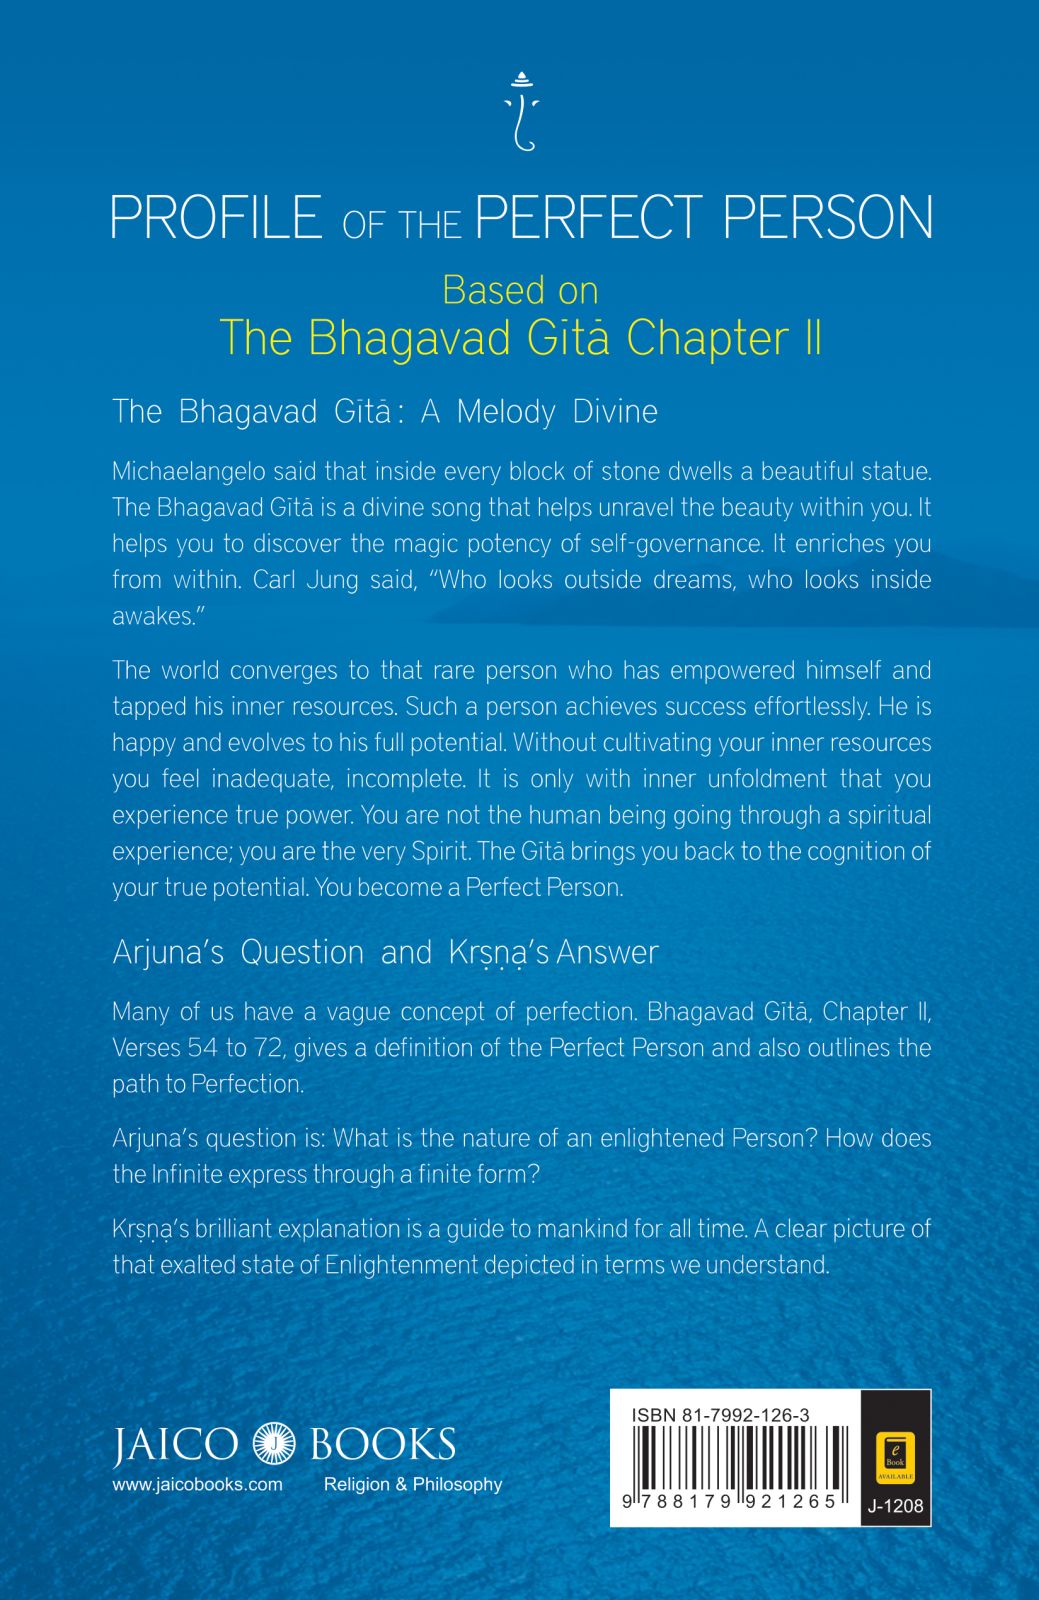 PROFILE OF THE PERFECT PERSON
Based on
The Bhagavad Gītā Chapter II
The Bhagavad Gītā : A Melody Divine
Michaelangelo said that inside every block of stone dwells a beautiful statue.
The Bhagavad Gītā is a divine song that helps unravel the beauty within you. It
helps you to discover the magic potency of self-governance. It enriches you
from within. Carl Jung said, “Who looks outside dreams, who looks inside
awakes.”
The world converges to that rare person who has empowered himself and
tapped his inner resources. Such a person achieves success effortlessly. He is
happy and evolves to his full potential. Without cultivating your inner resources
you feel inadequate, incomplete. It is only with inner unfoldment that you
experience true power. You are not the human being going through a spiritual
experience; you are the very Spirit. The Gītā brings you back to the cognition of
your true potential. You become a Perfect Person.
Arjuna’s Question and Krṣṇạ’s Answer
Many of us have a vague concept of perfection. Bhagavad Gītā, Chapter II,
Verses 54 to 72, gives a definition of the Perfect Person and also outlines the
path to Perfection.
Arjuna’s question is: What is the nature of an enlightened Person? How does
the Infinite express through a finite form?
Krṣṇạ’s brilliant explanation is a guide to mankind for all time. A clear picture of
that exalted state of Enlightenment depicted in terms we understand.
JAICO J BOOKS
www.jaicobooks.com Religion & Philosophy
ISBN 81-7992-126-3
9 788179 921265
e
Book
AVAILABLE
J-1208